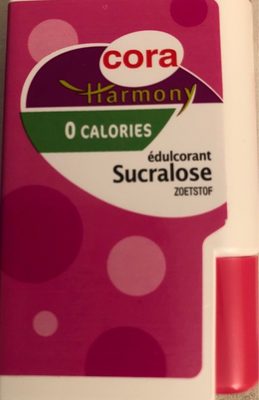 cora
Harmony
0 CALORIES
édulcorant
Sucralose
ZOETSTOF